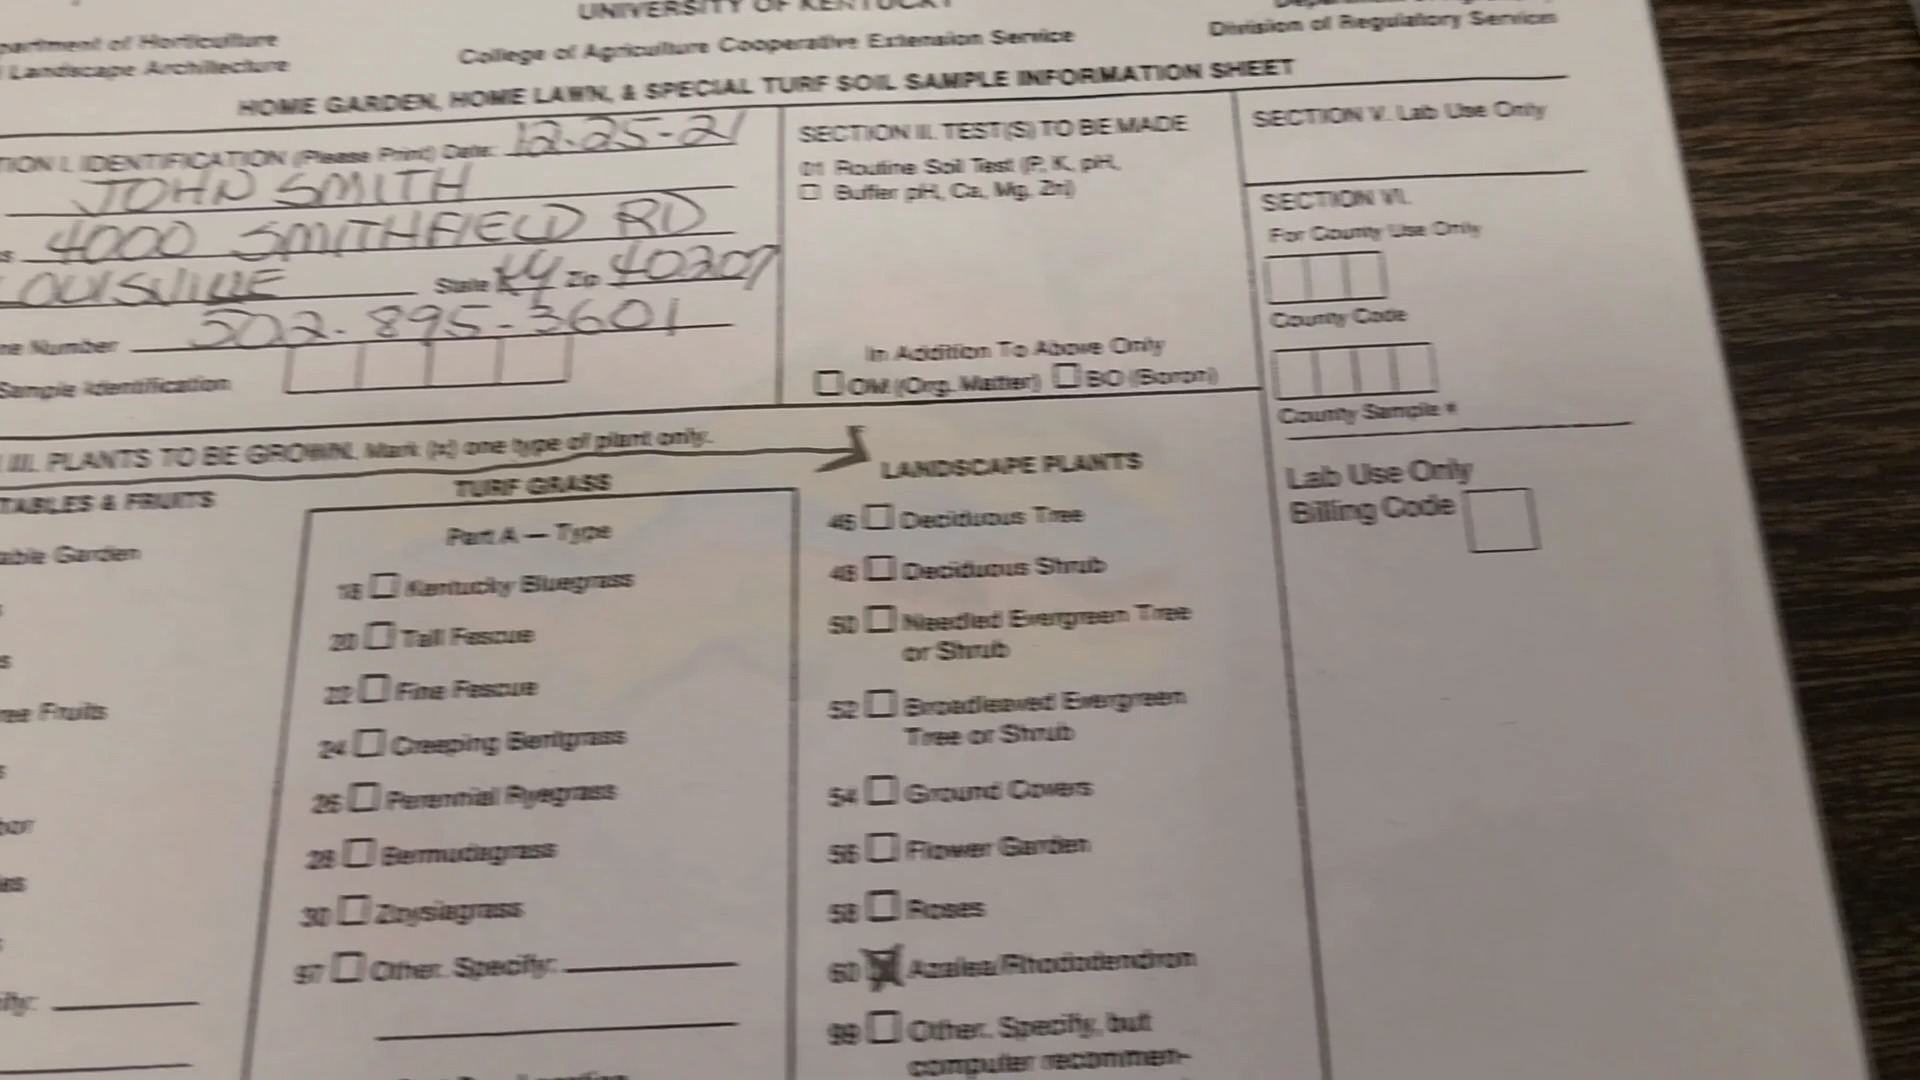 UNIVERSITY OF KENTUCKY
partment of Horticulture
Landscape Architecture
College of Agriculture Cooperative Extension Service
Division of Regulatory Services
HOME GARDEN, HOME LAWN, & SPECIAL TURF SOIL SAMPLE INFORMATION SHEET
TION I. IDENTIFICATION (Please Print) Date: 12-25-21
JOHN SMITH
s 4000 SMITHFIELD RD
OUISVILLE State KY Zip 40207
ne Number 502-895-3601
Sample Identification
SECTION II. TEST(S) TO BE MADE
01 Routine Soil Test (P, K, pH,
Buffer pH, Ca, Mg, Zn)
In Addition To Above Only
OM (Org. Matter) BO (Boron)
SECTION V. Lab Use Only
SECTION VI.
For County Use Only
County Code
County Sample #
Lab Use Only
Billing Code
III. PLANTS TO BE GROWN. Mark (x) one type of plant only.
TABLES & FRUITS
able Garden
s
ree Fruits
s
es
ify:
TURF GRASS
Part A — Type
18 Kentucky Bluegrass
20 Tall Fescue
22 Fine Fescue
24 Creeping Bentgrass
26 Perennial Ryegrass
28 Bermudagrass
30 Zoysiagrass
97 Other. Specify:
LANDSCAPE PLANTS
46 Deciduous Tree
48 Deciduous Shrub
50 Needled Evergreen Tree
or Shrub
52 Broadleaved Evergreen
Tree or Shrub
54 Ground Covers
56 Flower Garden
58 Roses
60 Azalea/Rhododendron
99 Other. Specify, but
computer recommen-